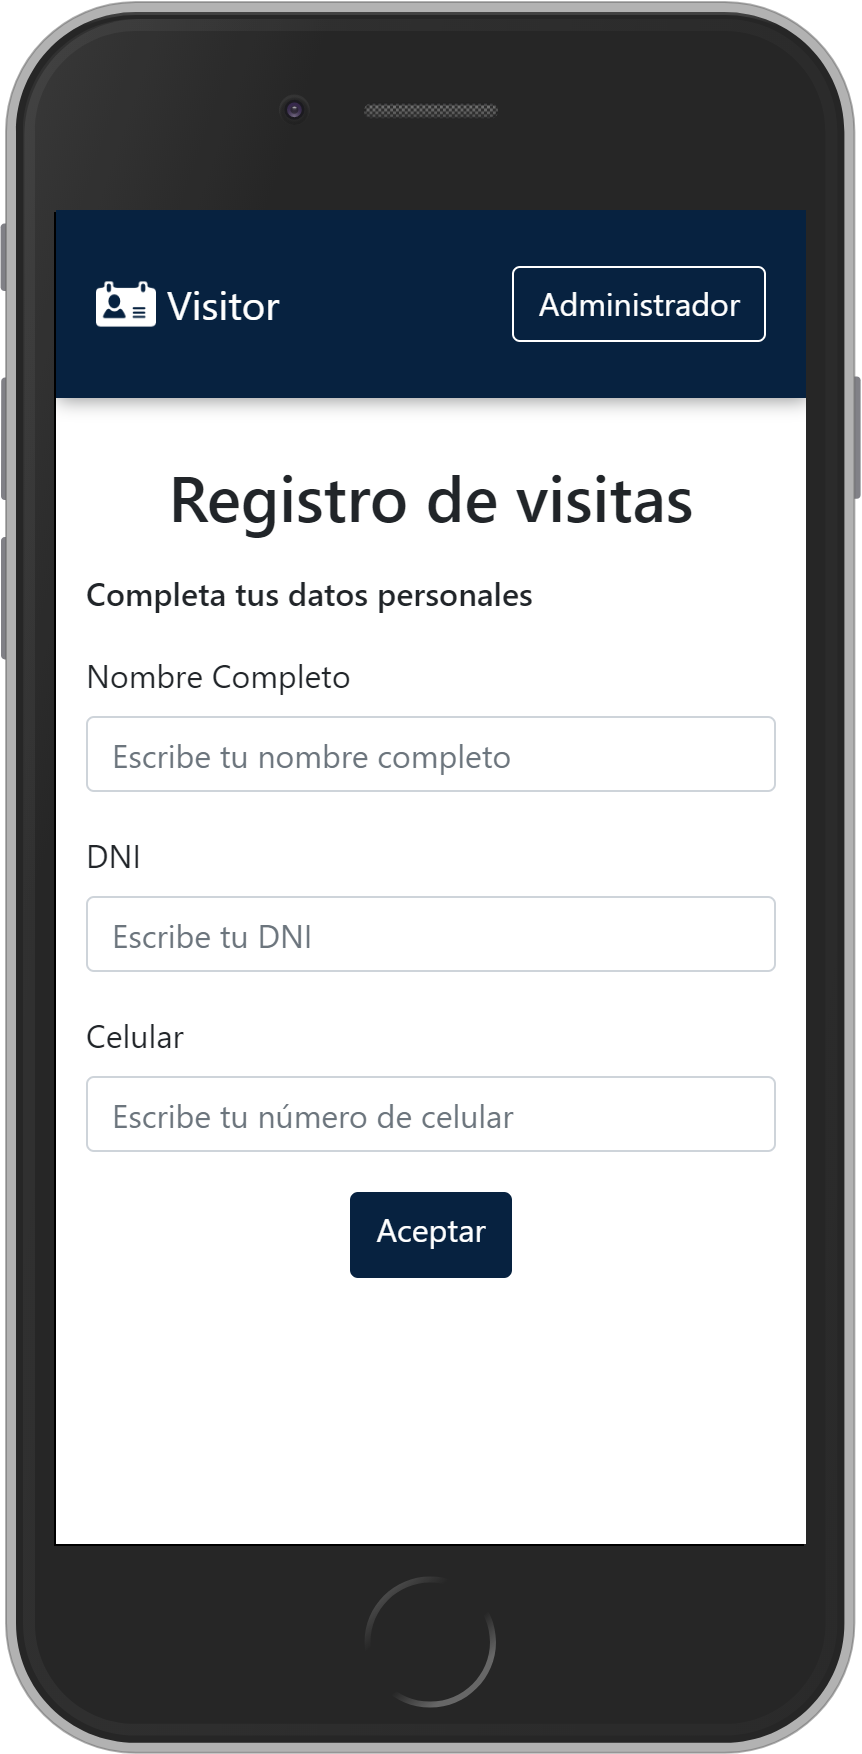 Visitor
Administrador
Registro de visitas
Completa tus datos personales
Nombre Completo
Escribe tu nombre completo
DNI
Escribe tu DNI
Celular
Escribe tu número de celular
Aceptar